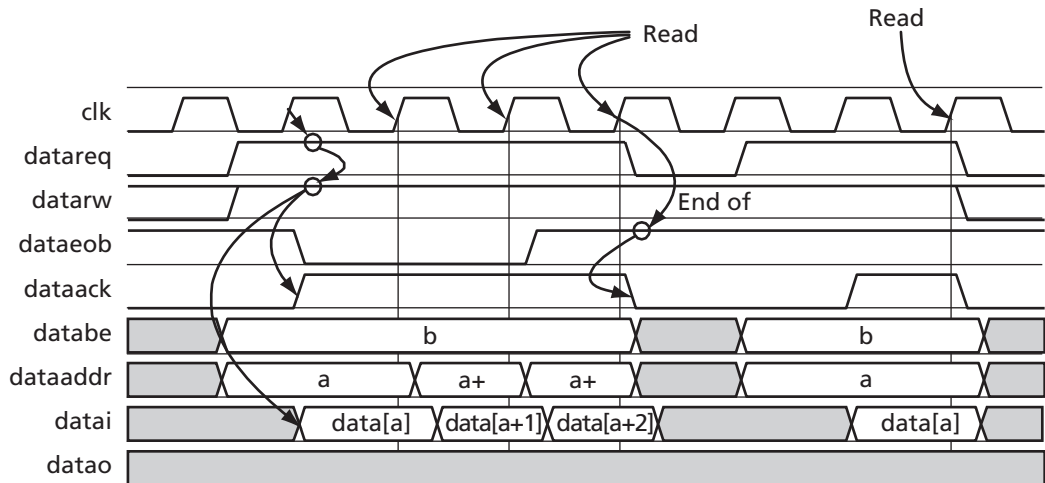 Read
Read
clk
datareq
datarw
End of
dataeob
dataack
databe
b
b
dataaddr
a
a+
a+
a
datai
data[a]
data[a+1]
data[a+2]
data[a]
datao